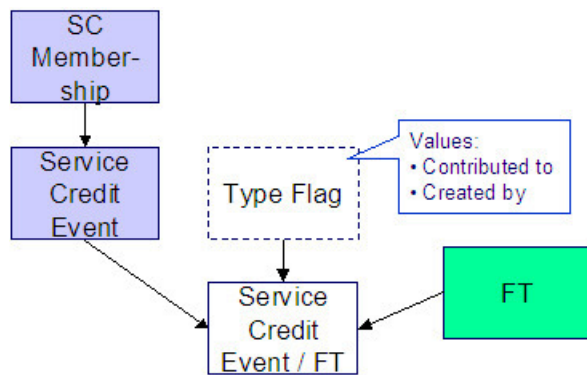 SC
Member-
ship
Service
Credit
Event
Type Flag
Values:
• Contributed to
• Created by
FT
Service
Credit
Event / FT